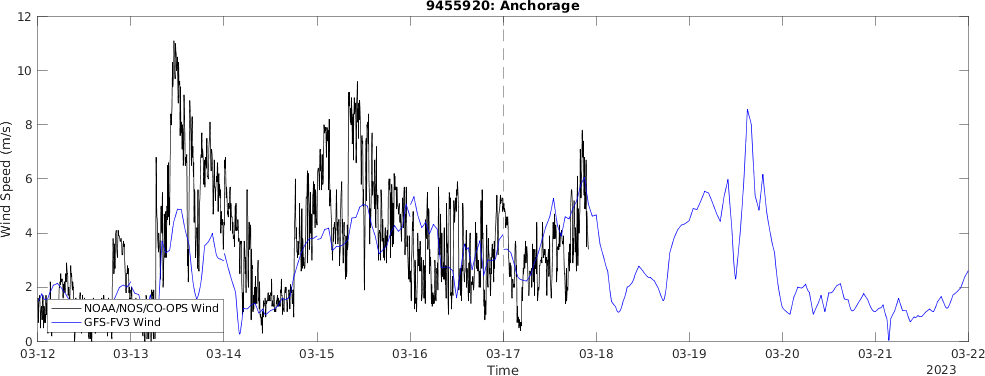 9455920: Anchorage
12
10
8
6
4
2
0
Wind Speed (m/s)
NOAA/NOS/CO-OPS Wind
GFS-FV3 Wind
03-12 03-13 03-14 03-15 03-16 03-17 03-18 03-19 03-20 03-21 03-22
Time
2023